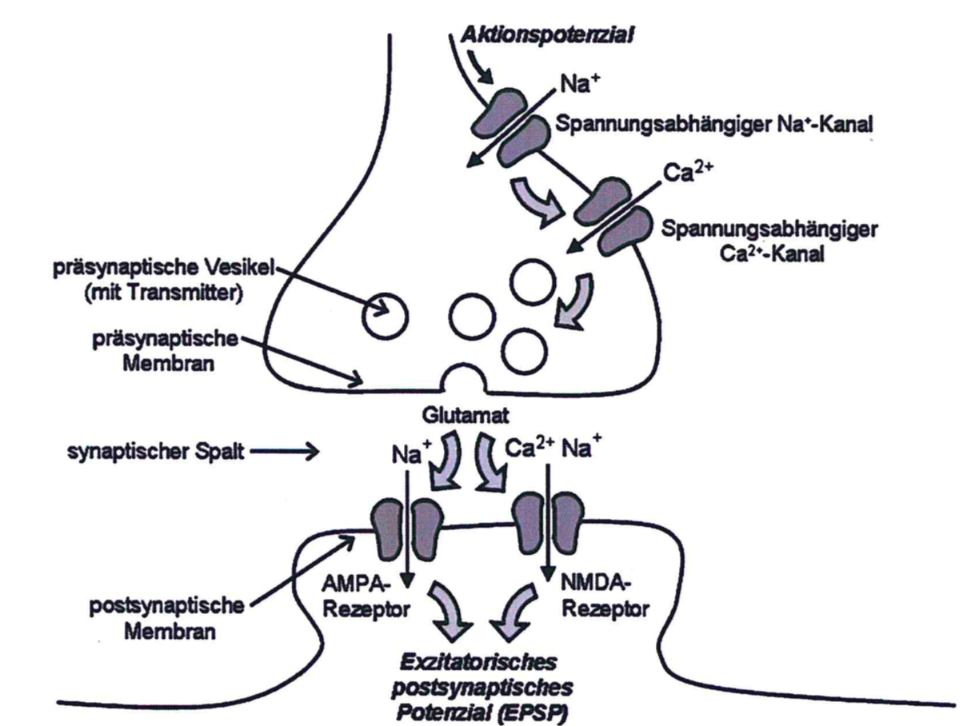 Aktionspotenzial
Na⁺
Spannungsabhängiger Na⁺-Kanal
Ca²⁺
Spannungsabhängiger
Ca²⁺-Kanal
präsynaptische Vesikel
(mit Transmitter)
präsynaptische
Membran
Glutamat
synaptischer Spalt
Na⁺
Ca²⁺ Na⁺
AMPA-
Rezeptor
NMDA-
Rezeptor
postsynaptische
Membran
Exzitatorisches
postsynaptisches
Potenzial (EPSP)